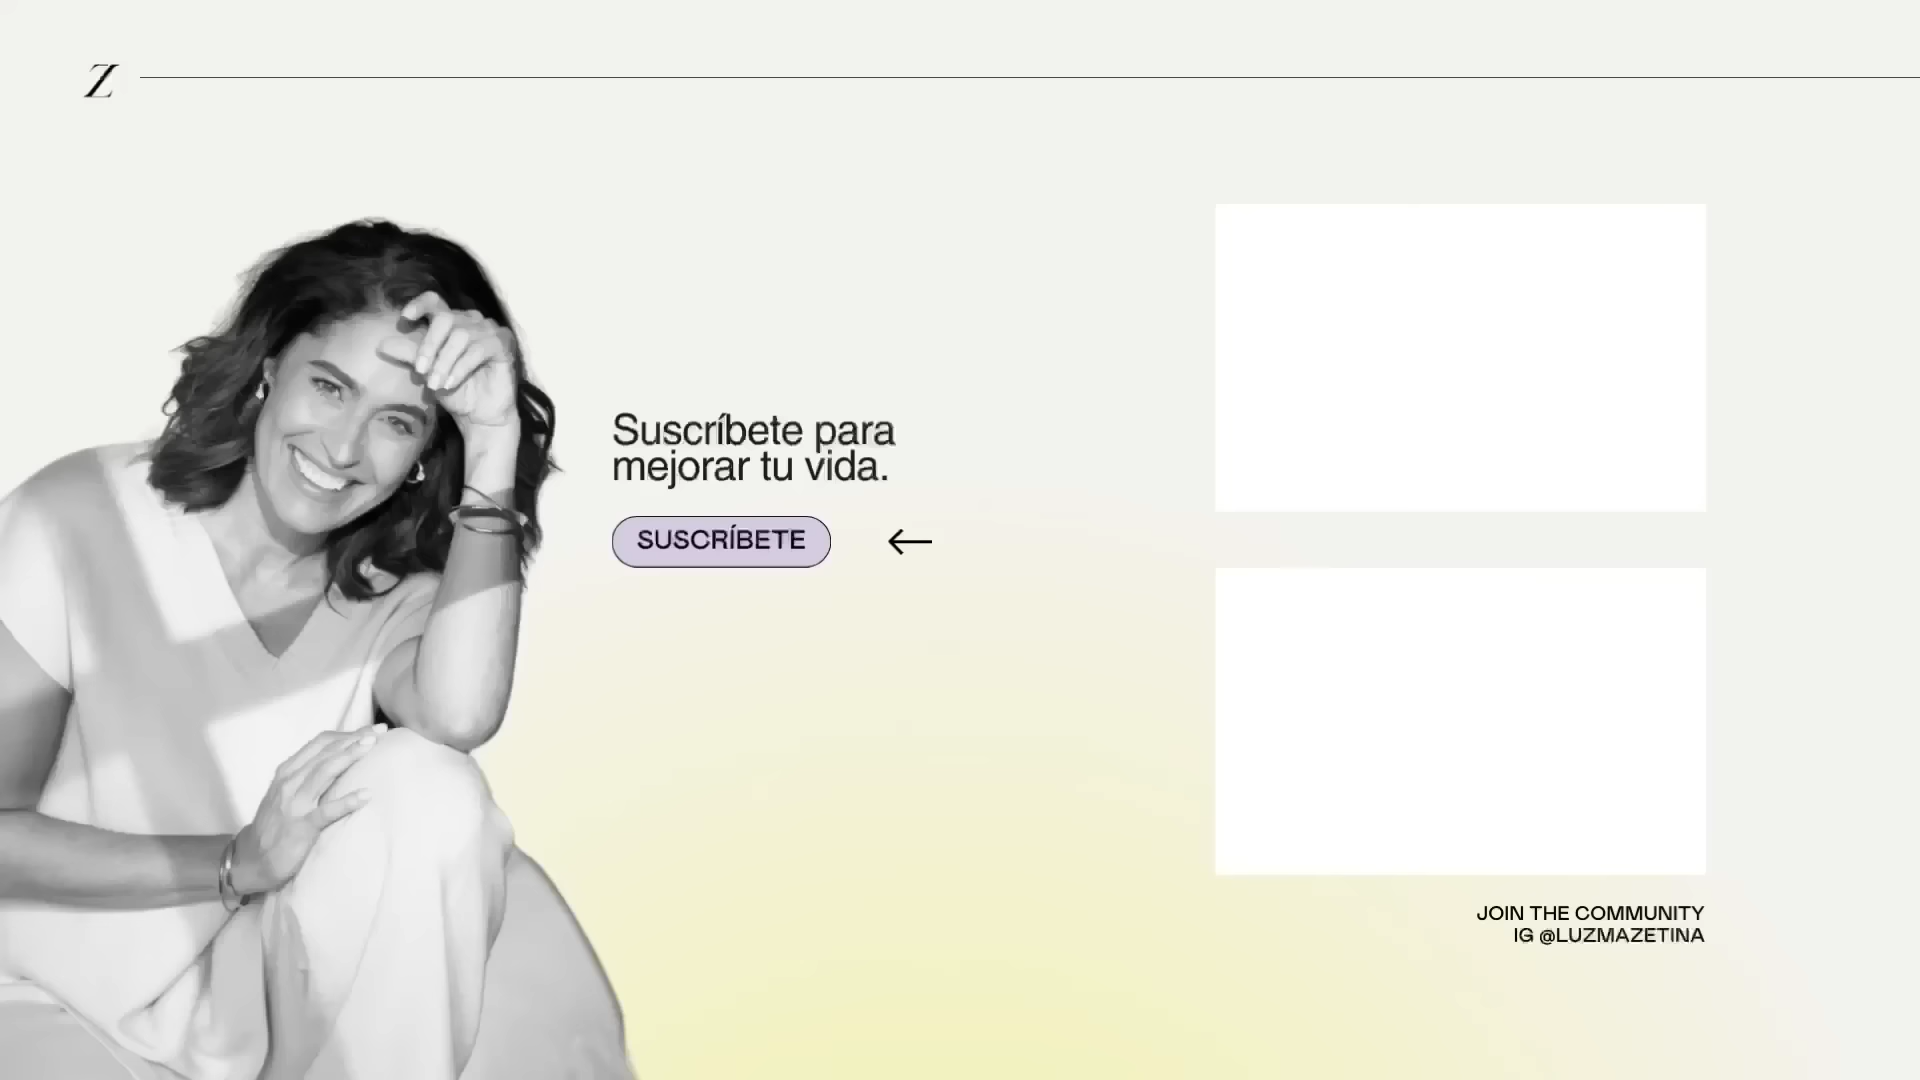 Z
Suscríbete para
mejorar tu vida.
SUSCRÍBETE
JOIN THE COMMUNITY
IG @LUZMAZETINA